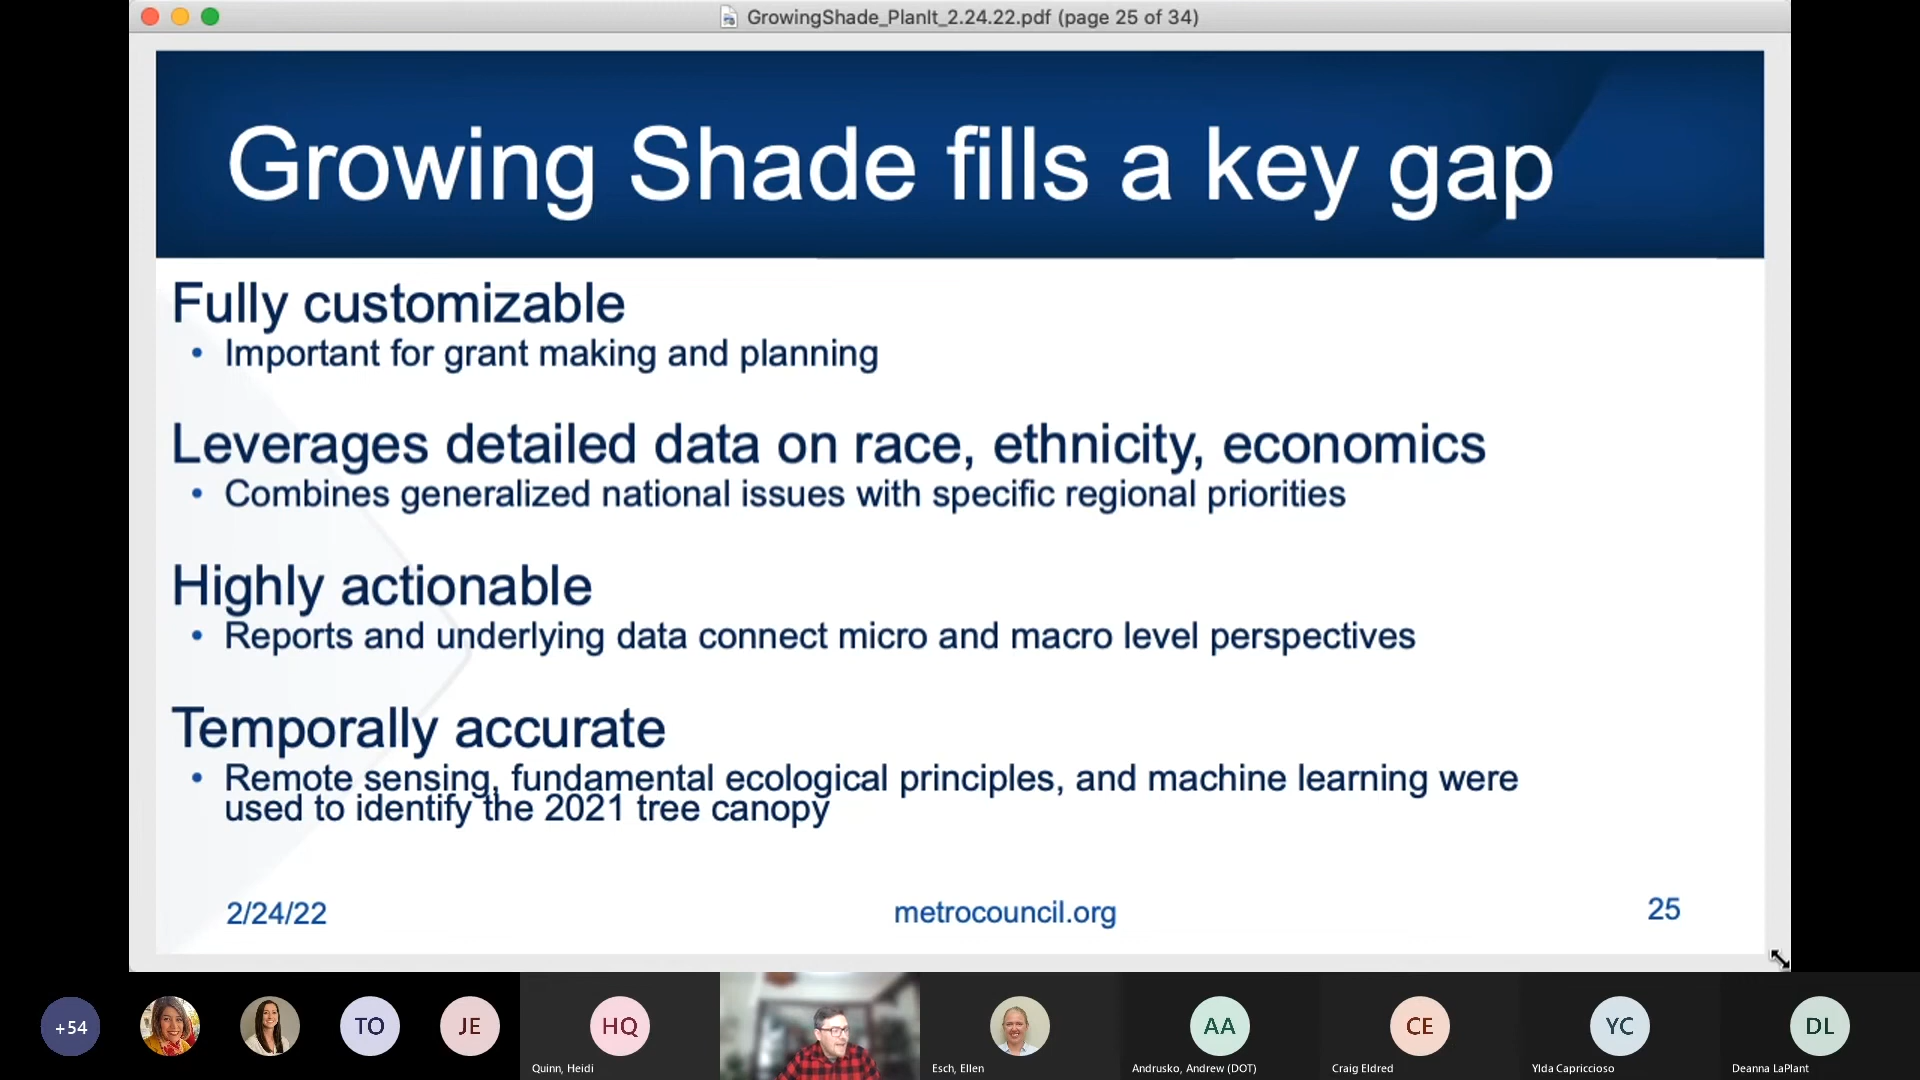 GrowingShade_PlanIt_2.24.22.pdf (page 25 of 34)
Growing Shade fills a key gap
Fully customizable
• Important for grant making and planning
Leverages detailed data on race, ethnicity, economics
• Combines generalized national issues with specific regional priorities
Highly actionable
• Reports and underlying data connect micro and macro level perspectives
Temporally accurate
• Remote sensing, fundamental ecological principles, and machine learning were
used to identify the 2021 tree canopy
2/24/22
metrocouncil.org
25
+54
TO
JE
HQ
AA
CE
YC
DL
Quinn, Heidi
Esch, Ellen
Andrusko, Andrew (DOT)
Craig Eldred
Ylda Capriccioso
Deanna LaPlant